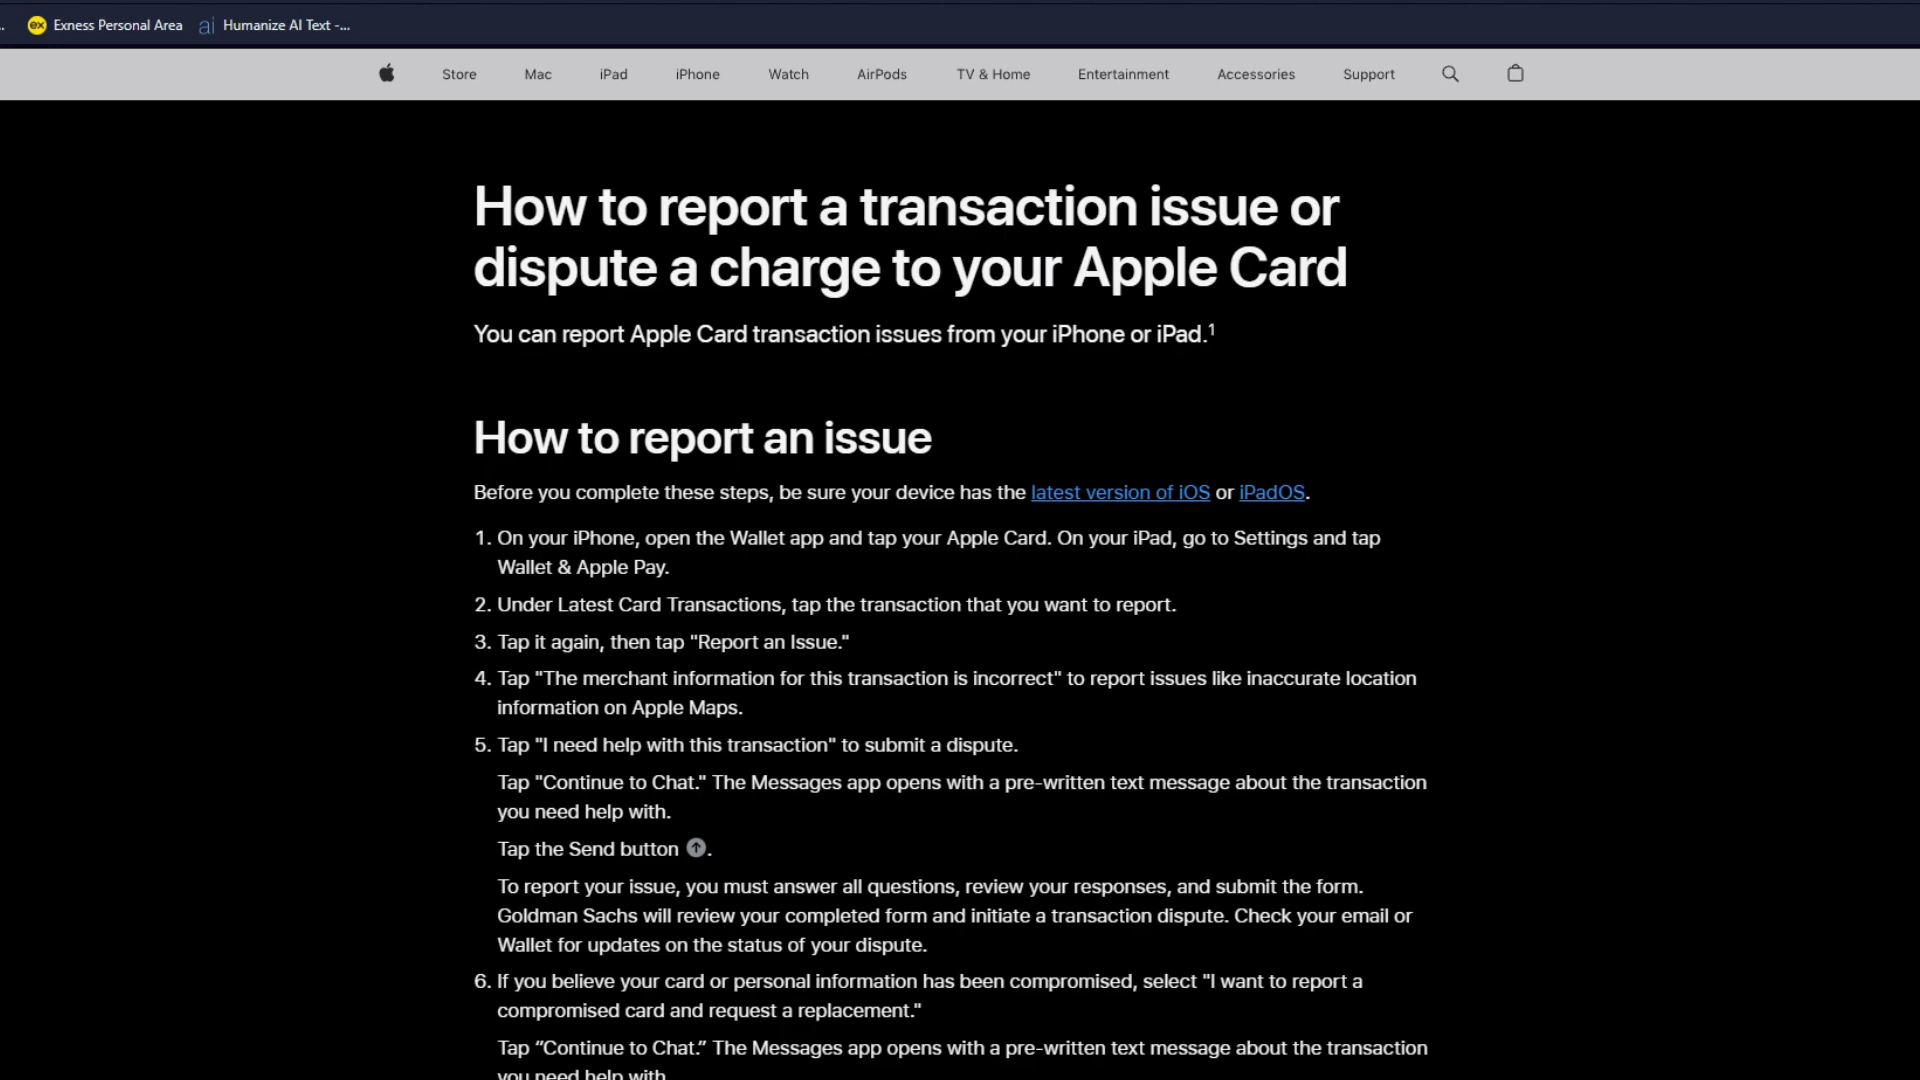 Exness Personal Area Humanize AI Text -...
Store Mac iPad iPhone Watch AirPods TV & Home Entertainment Accessories Support
How to report a transaction issue or
dispute a charge to your Apple Card
You can report Apple Card transaction issues from your iPhone or iPad.¹
How to report an issue
Before you complete these steps, be sure your device has the latest version of iOS or iPadOS.
1. On your iPhone, open the Wallet app and tap your Apple Card. On your iPad, go to Settings and tap
Wallet & Apple Pay.
2. Under Latest Card Transactions, tap the transaction that you want to report.
3. Tap it again, then tap "Report an Issue."
4. Tap "The merchant information for this transaction is incorrect" to report issues like inaccurate location
information on Apple Maps.
5. Tap "I need help with this transaction" to submit a dispute.
Tap "Continue to Chat." The Messages app opens with a pre-written text message about the transaction
you need help with.
Tap the Send button .
To report your issue, you must answer all questions, review your responses, and submit the form.
Goldman Sachs will review your completed form and initiate a transaction dispute. Check your email or
Wallet for updates on the status of your dispute.
6. If you believe your card or personal information has been compromised, select "I want to report a
compromised card and request a replacement."
Tap “Continue to Chat.” The Messages app opens with a pre-written text message about the transaction
you need help with.